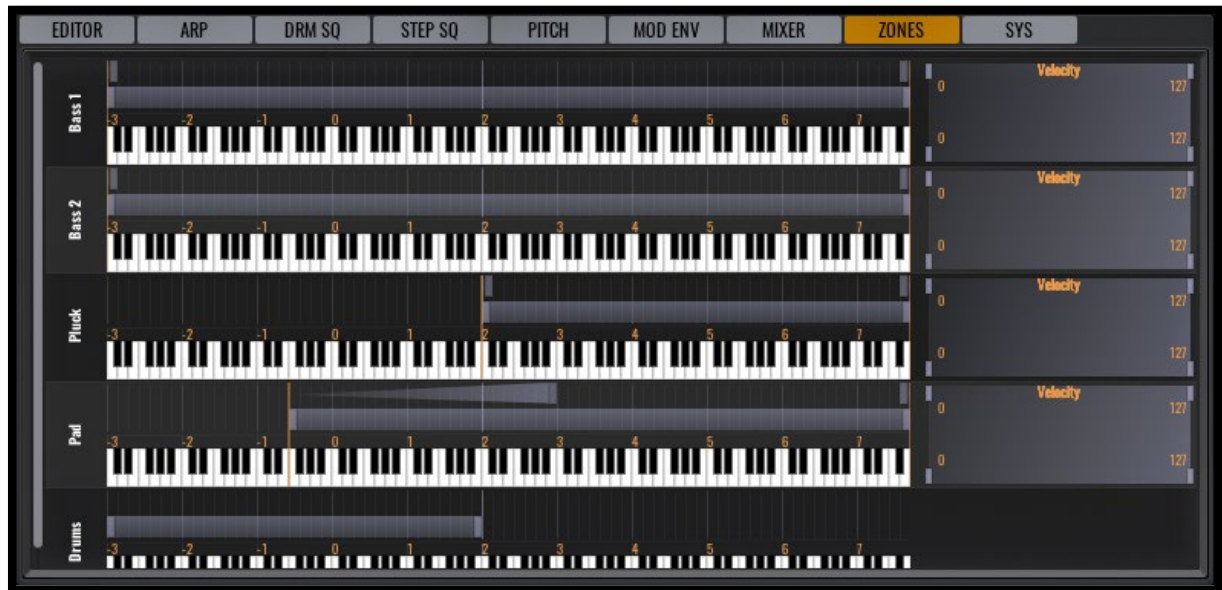 EDITOR ARP DRM SQ STEP SQ PITCH MOD ENV MIXER ZONES SYS
Bass 1
-3 -2 -1 0 1 2 3 4 5 6 7
Velocity
0 127
0 127
Bass 2
-3 -2 -1 0 1 2 3 4 5 6 7
Velocity
0 127
0 127
Pluck
-3 -2 -1 0 1 2 3 4 5 6 7
Velocity
0 127
0 127
Pad
-3 -2 -1 0 1 2 3 4 5 6 7
Velocity
0 127
0 127
Drums
-3 -2 -1 0 1 2 3 4 5 6 7